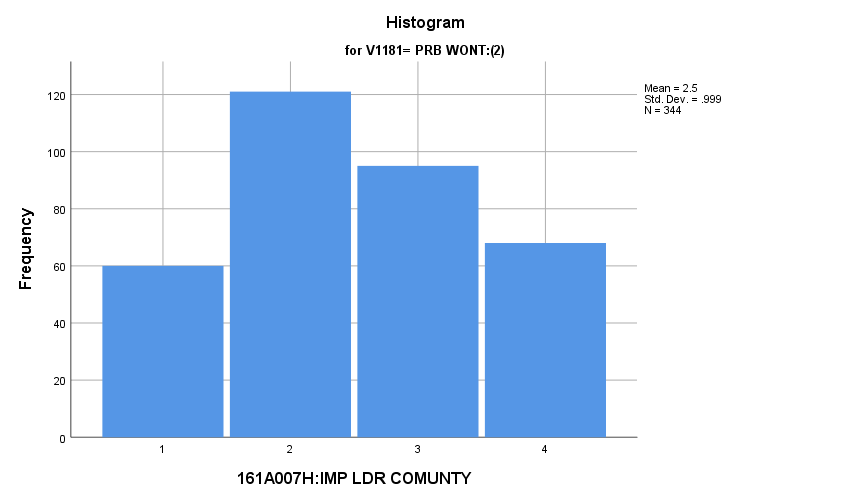 Histogram
for V1181= PRB WONT:(2)
Mean = 2.5
Std. Dev. = .999
N = 344
120
100
80
60
40
20
0
Frequency
1 2 3 4
161A007H:IMP LDR COMUNTY